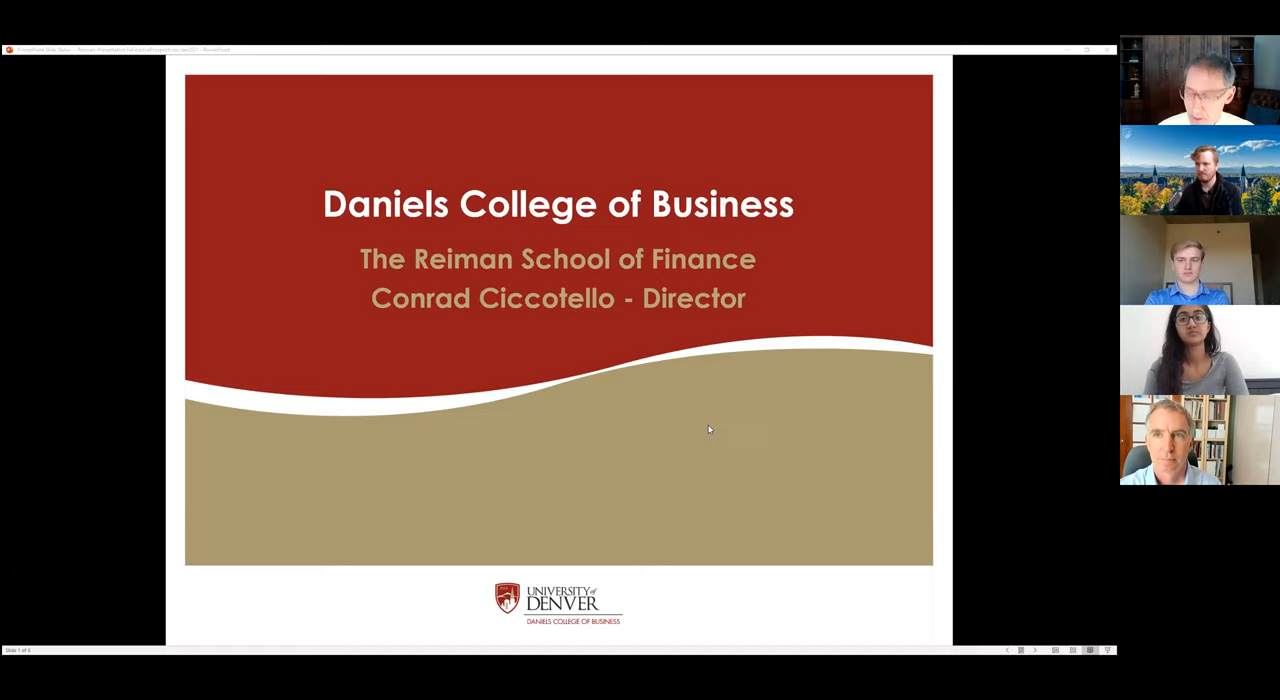 Daniels College of Business
The Reiman School of Finance
Conrad Ciccotello - Director
UNIVERSITY of
DENVER
DANIELS COLLEGE OF BUSINESS